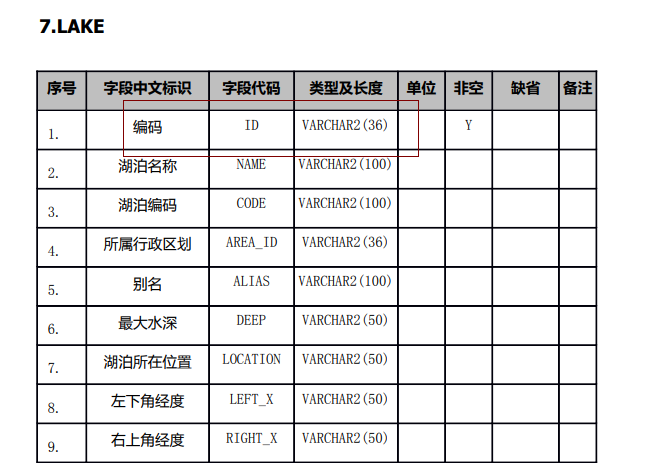 7.LAKE
序号 字段中文标识 字段代码 类型及长度 单位 非空 缺省 备注
1. 编码 ID VARCHAR2(36) Y
2. 湖泊名称 NAME VARCHAR2(100)
3. 湖泊编码 CODE VARCHAR2(100)
4. 所属行政区划 AREA_ID VARCHAR2(36)
5. 别名 ALIAS VARCHAR2(100)
6. 最大水深 DEEP VARCHAR2(50)
7. 湖泊所在位置 LOCATION VARCHAR2(50)
8. 左下角经度 LEFT_X VARCHAR2(50)
9. 右上角经度 RIGHT_X VARCHAR2(50)